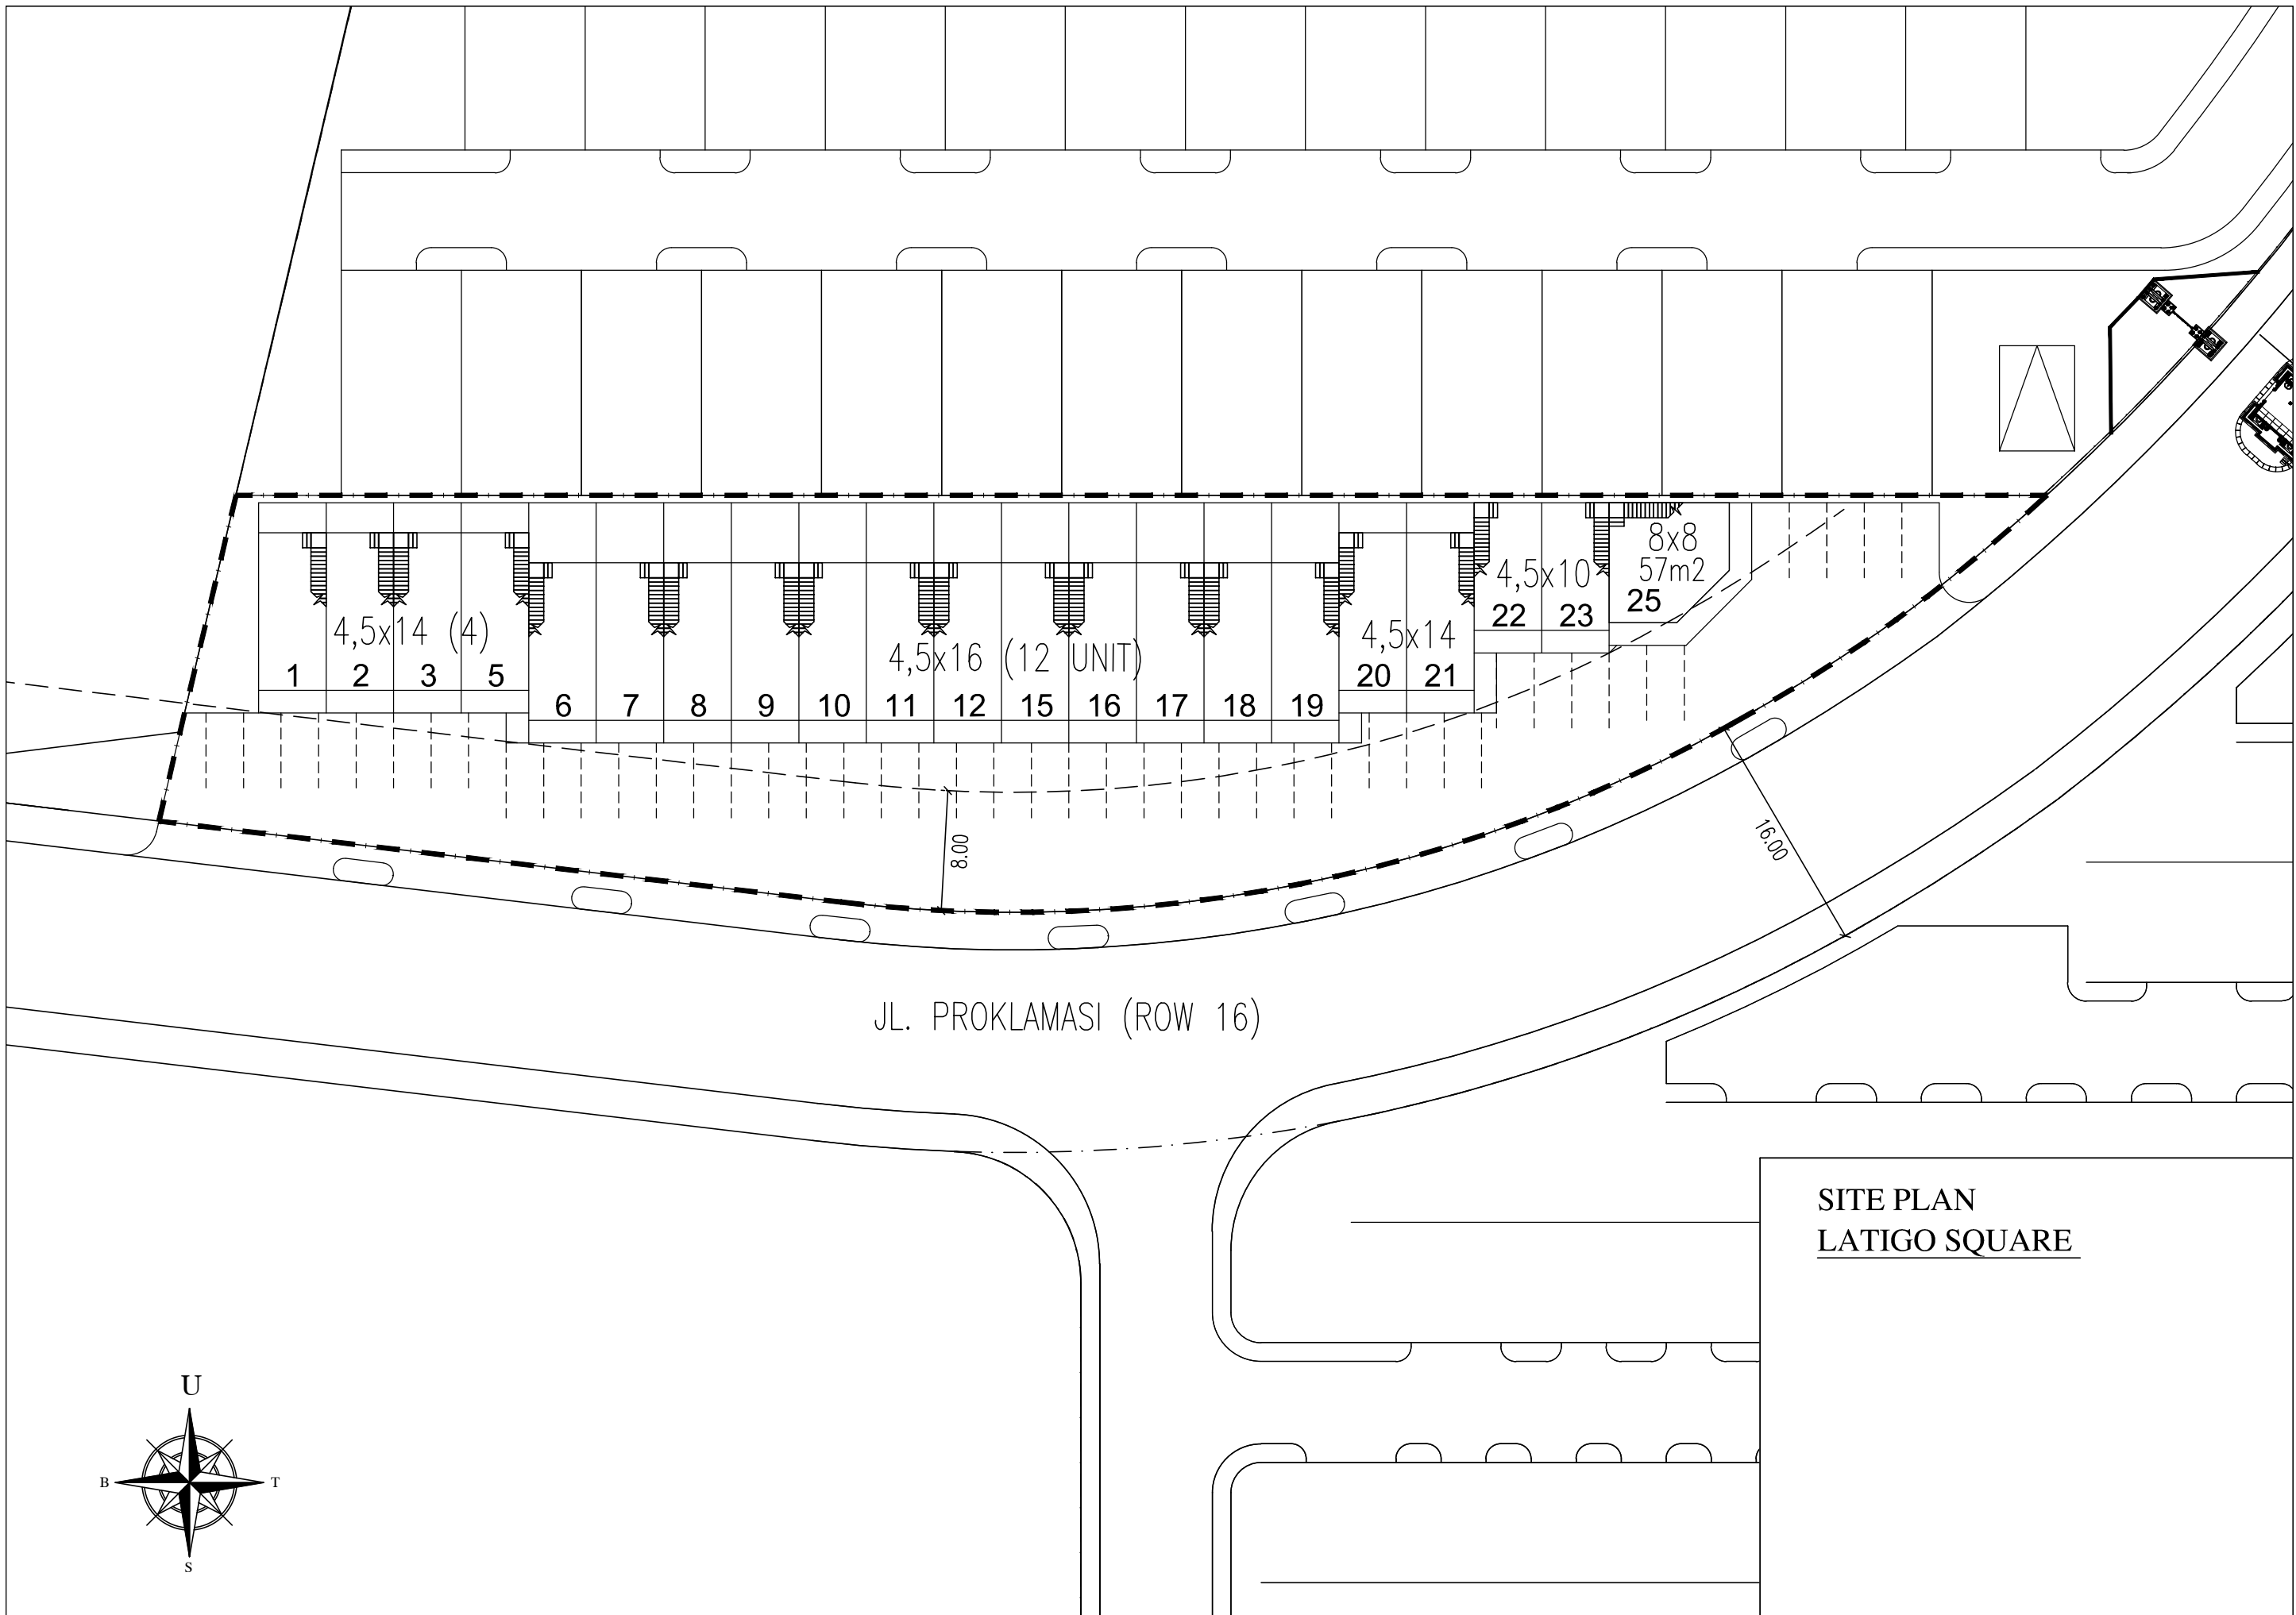 8x8
57m2
4,5x10
25
22 23
4,5x14 (4)
4,5x16 (12 UNIT)
4,5x14
1 2 3 5
20 21
6 7 8 9 10 11 12 15 16 17 18 19
8.00
16.00
JL. PROKLAMASI (ROW 16)
SITE PLAN
LATIGO SQUARE
U
B T
S